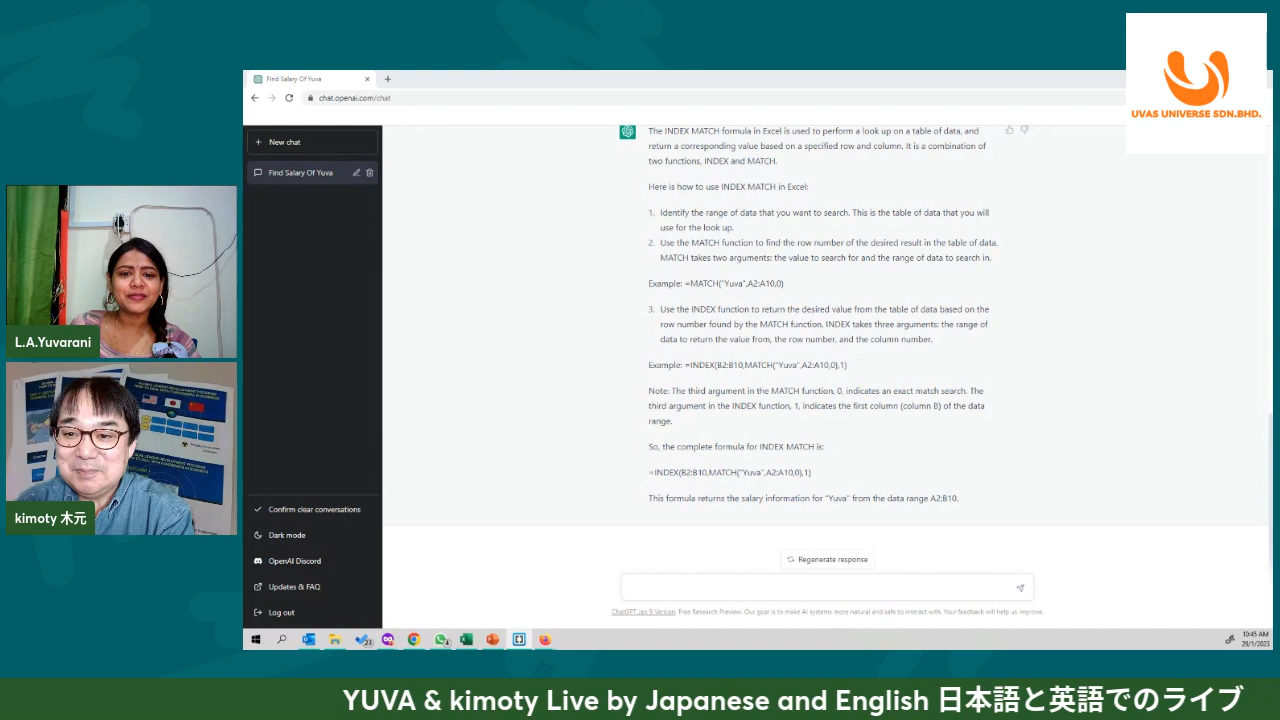 UVAS UNIVERSE SDN.BHD.
Find Salary Of Yuva
chat.openai.com/chat
New chat
Find Salary Of Yuva
Confirm clear conversations
Dark mode
OpenAI Discord
Updates & FAQ
Log out
The INDEX MATCH formula in Excel is used to perform a look up on a table of data, and
return a corresponding value based on a specified row and column. It is a combination of
two functions, INDEX and MATCH.
Here is how to use INDEX MATCH in Excel:
1. Identify the range of data that you want to search. This is the table of data that you will
use for the look up.
2. Use the MATCH function to find the row number of the desired result in the table of data.
MATCH takes two arguments: the value to search for and the range of data to search in.
Example: =MATCH("Yuva",A2:A10,0)
3. Use the INDEX function to return the desired value from the table of data based on the
row number found by the MATCH function. INDEX takes three arguments: the range of
data to return the value from, the row number, and the column number.
Example: =INDEX(B2:B10,MATCH("Yuva",A2:A10,0),1)
Note: The third argument in the MATCH function, 0, indicates an exact match search. The
third argument in the INDEX function, 1, indicates the first column (column B) of the data
range.
So, the complete formula for INDEX MATCH is:
=INDEX(B2:B10,MATCH("Yuva",A2:A10,0),1)
This formula returns the salary information for "Yuva" from the data range A2:B10.
Regenerate response
ChatGPT Jan 9 Version. Free Research Preview. Our goal is to make AI systems more natural and safe to interact with. Your feedback will help us improve.
23
4
10:45 AM
29/1/2023
L.A.Yuvarani
kimoty 木元
YUVA & kimoty Live by Japanese and English 日本語と英語でのライブ